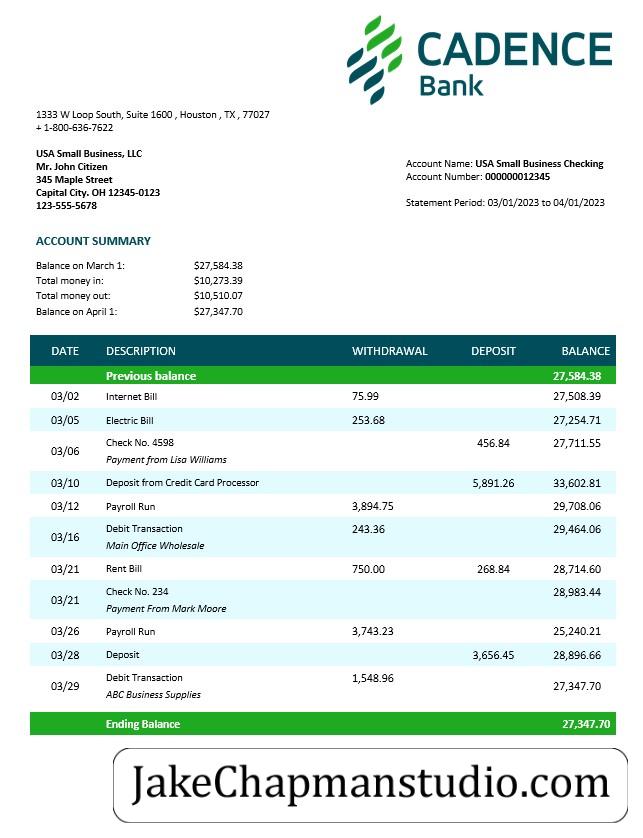 CADENCE
Bank
1333 W Loop South, Suite 1600 , Houston , TX , 77027
+ 1-800-636-7622
USA Small Business, LLC
Mr. John Citizen
345 Maple Street
Capital City. OH 12345-0123
123-555-5678
Account Name: USA Small Business Checking
Account Number: 000000012345
Statement Period: 03/01/2023 to 04/01/2023
ACCOUNT SUMMARY
Balance on March 1: $27,584.38
Total money in: $10,273.39
Total money out: $10,510.07
Balance on April 1: $27,347.70
DATE DESCRIPTION WITHDRAWAL DEPOSIT BALANCE
Previous balance 27,584.38
03/02 Internet Bill 75.99 27,508.39
03/05 Electric Bill 253.68 27,254.71
03/06 Check No. 4598 456.84 27,711.55
Payment from Lisa Williams
03/10 Deposit from Credit Card Processor 5,891.26 33,602.81
03/12 Payroll Run 3,894.75 29,708.06
03/16 Debit Transaction 243.36 29,464.06
Main Office Wholesale
03/21 Rent Bill 750.00 268.84 28,714.60
03/21 Check No. 234 28,983.44
Payment From Mark Moore
03/26 Payroll Run 3,743.23 25,240.21
03/28 Deposit 3,656.45 28,896.66
03/29 Debit Transaction 1,548.96 27,347.70
ABC Business Supplies
Ending Balance 27,347.70
JakeChapmanstudio.com